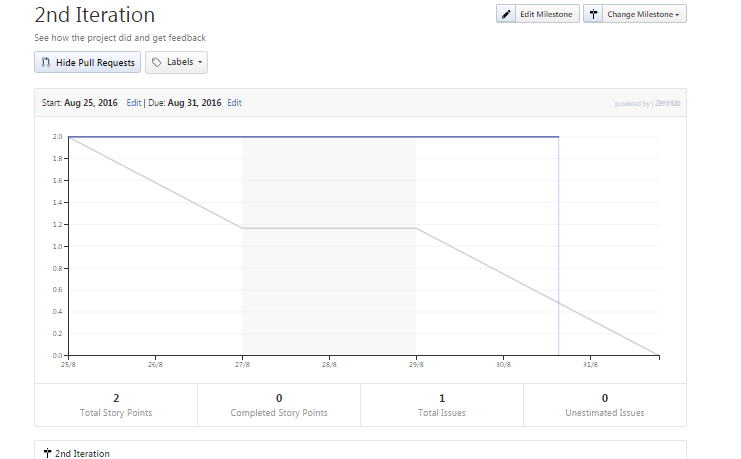 2nd Iteration
Edit Milestone
Change Milestone
See how the project did and get feedback
Hide Pull Requests
Labels
Start: Aug 25, 2016 Edit | Due: Aug 31, 2016 Edit
powered by | ZenHub
2.0
1.8
1.6
1.4
1.2
1.0
0.8
0.6
0.4
0.2
0.0
25/8 26/8 27/8 28/8 29/8 30/8 31/8
2 0 1 0
Total Story Points Completed Story Points Total Issues Unestimated Issues
2nd Iteration